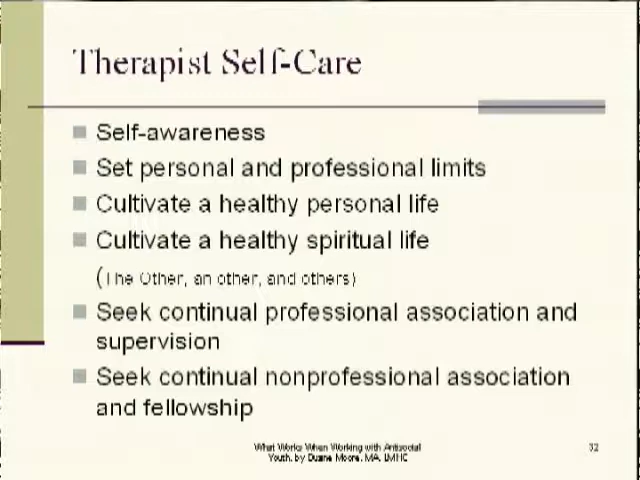 Therapist Self-Care
Self-awareness
Set personal and professional limits
Cultivate a healthy personal life
Cultivate a healthy spiritual life
(The Other, an other, and others)
Seek continual professional association and
supervision
Seek continual nonprofessional association
and fellowship
What Works When Working with Antisocial
Youth, by Duane Moore, MA, LMHC
32